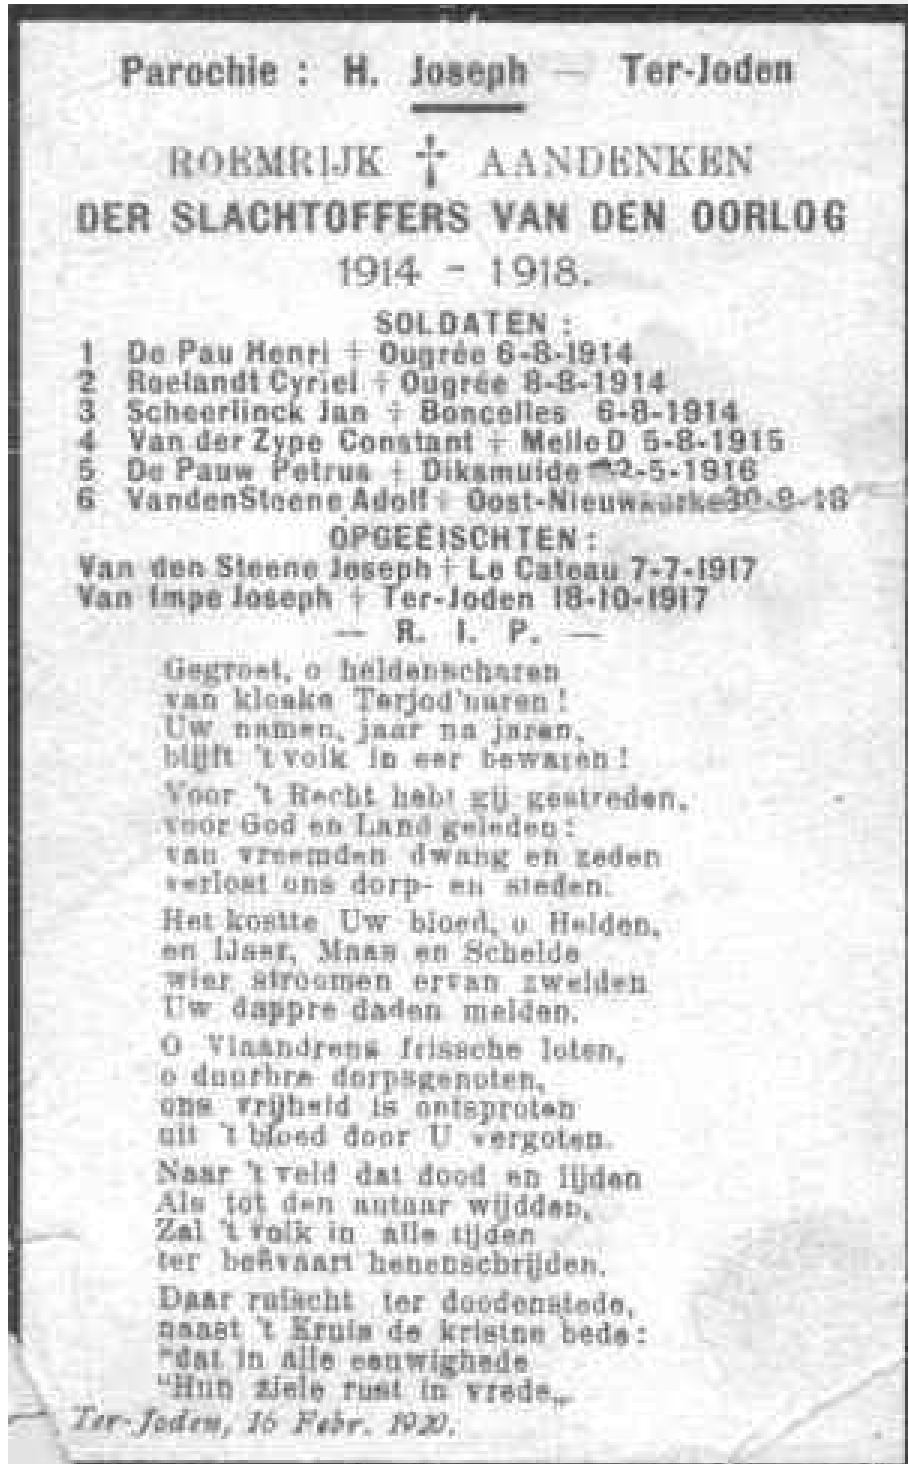 Parochie : H. Joseph — Ter-Joden
ROEMRIJK † AANDENKEN
DER SLACHTOFFERS VAN DEN OORLOG
1914 - 1918.
SOLDATEN :
1 De Pau Henri † Ougrée 6-8-1914
2 Roelandt Cyriel † Ougrée 8-8-1914
3 Scheerlinck Jan † Boncelles 6-8-1914
4 Van der Zype Constant † Melle D 5-8-1915
5 De Pauw Petrus † Diksmuide 2-5-1916
6 VandenSteene Adolf † Oost-Nieuwkerke
OPGEËISCHTEN :
Van den Steene Joseph † Le Cateau 7-7-1917
Van Impe Joseph † Ter-Joden 18-10-1917
— R. I. P. —
Gegroet, o heldenscharen
van kloeke Terjod'naren !
Uw namen, jaar na jaren,
blijft 't volk in eer bewaren !
Voor 't Recht hebt gij gestreden,
voor God en Land geleden :
van vreemden dwang en zeden
verlost ons dorp- en steden.
Het kostte Uw bloed, o Helden,
en IJser, Maas en Schelde
wier stroomen ervan zwelden
Uw dappre daden melden.
O Vlaandrens frissche loten,
o duurbre dorpsgenoten,
ons vrijheid is ontsproten
uit 't bloed door U vergoten.
Naar 't veld dat dood en lijden
Als tot den autaar wijdden,
Zal 't volk in alle tijden
ter beêvaart henenschrijden.
Daar ruischt ter doodenstede,
naast 't Kruis de kristne bede :
"dat in alle eeuwighede
"Hun ziele rust in vrede„
Ter-Joden, 16 Febr. 1920.